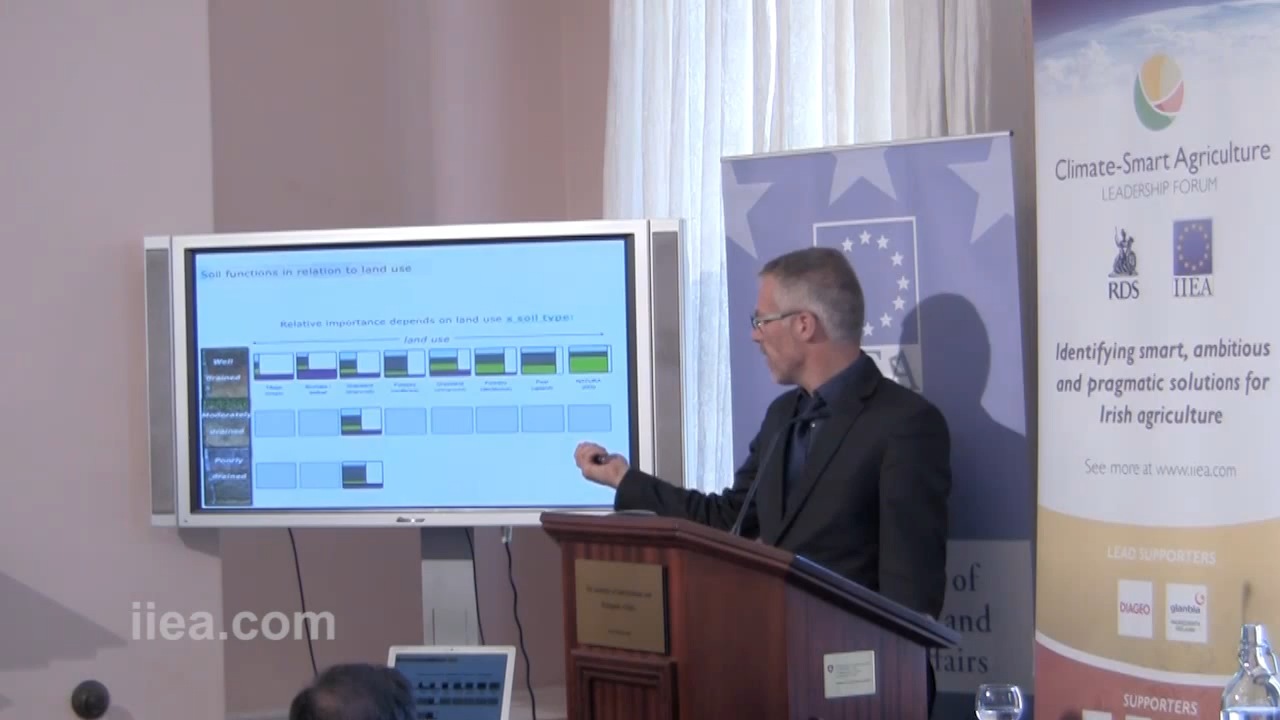 Soil functions in relation to land use
Relative importance depends on land use x soil type:
land use
Well
drained
Moderately
drained
Poorly
drained
iiea.com
of
and
fairs
Climate-Smart Agriculture
LEADERSHIP FORUM
RDS
IIEA
Identifying smart, ambitious
and pragmatic solutions for
Irish agriculture
See more at www.iiea.com
LEAD SUPPORTERS
DIAGEO
glanbia
SUPPORTERS